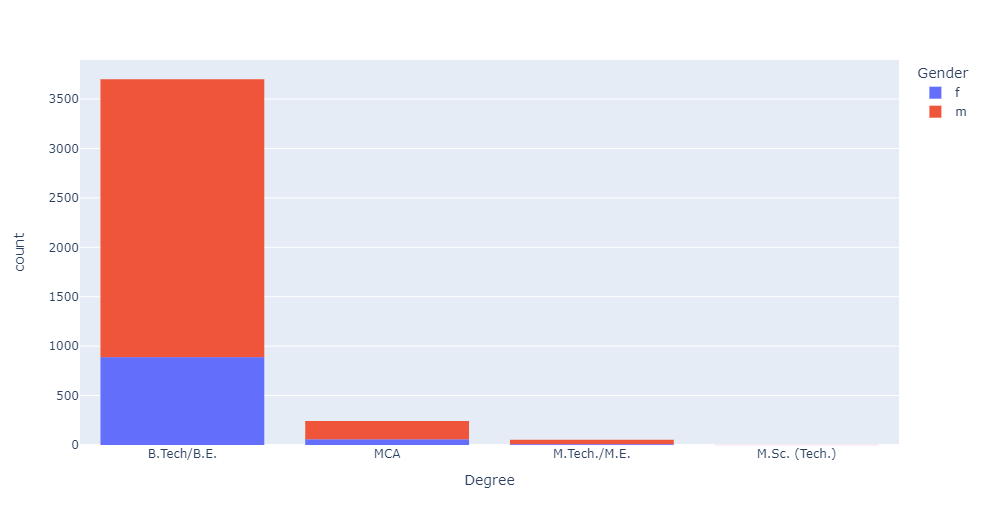 Gender
f
m
3500
3000
2500
2000
1500
1000
500
0
count
B.Tech/B.E.
MCA
M.Tech./M.E.
M.Sc. (Tech.)
Degree